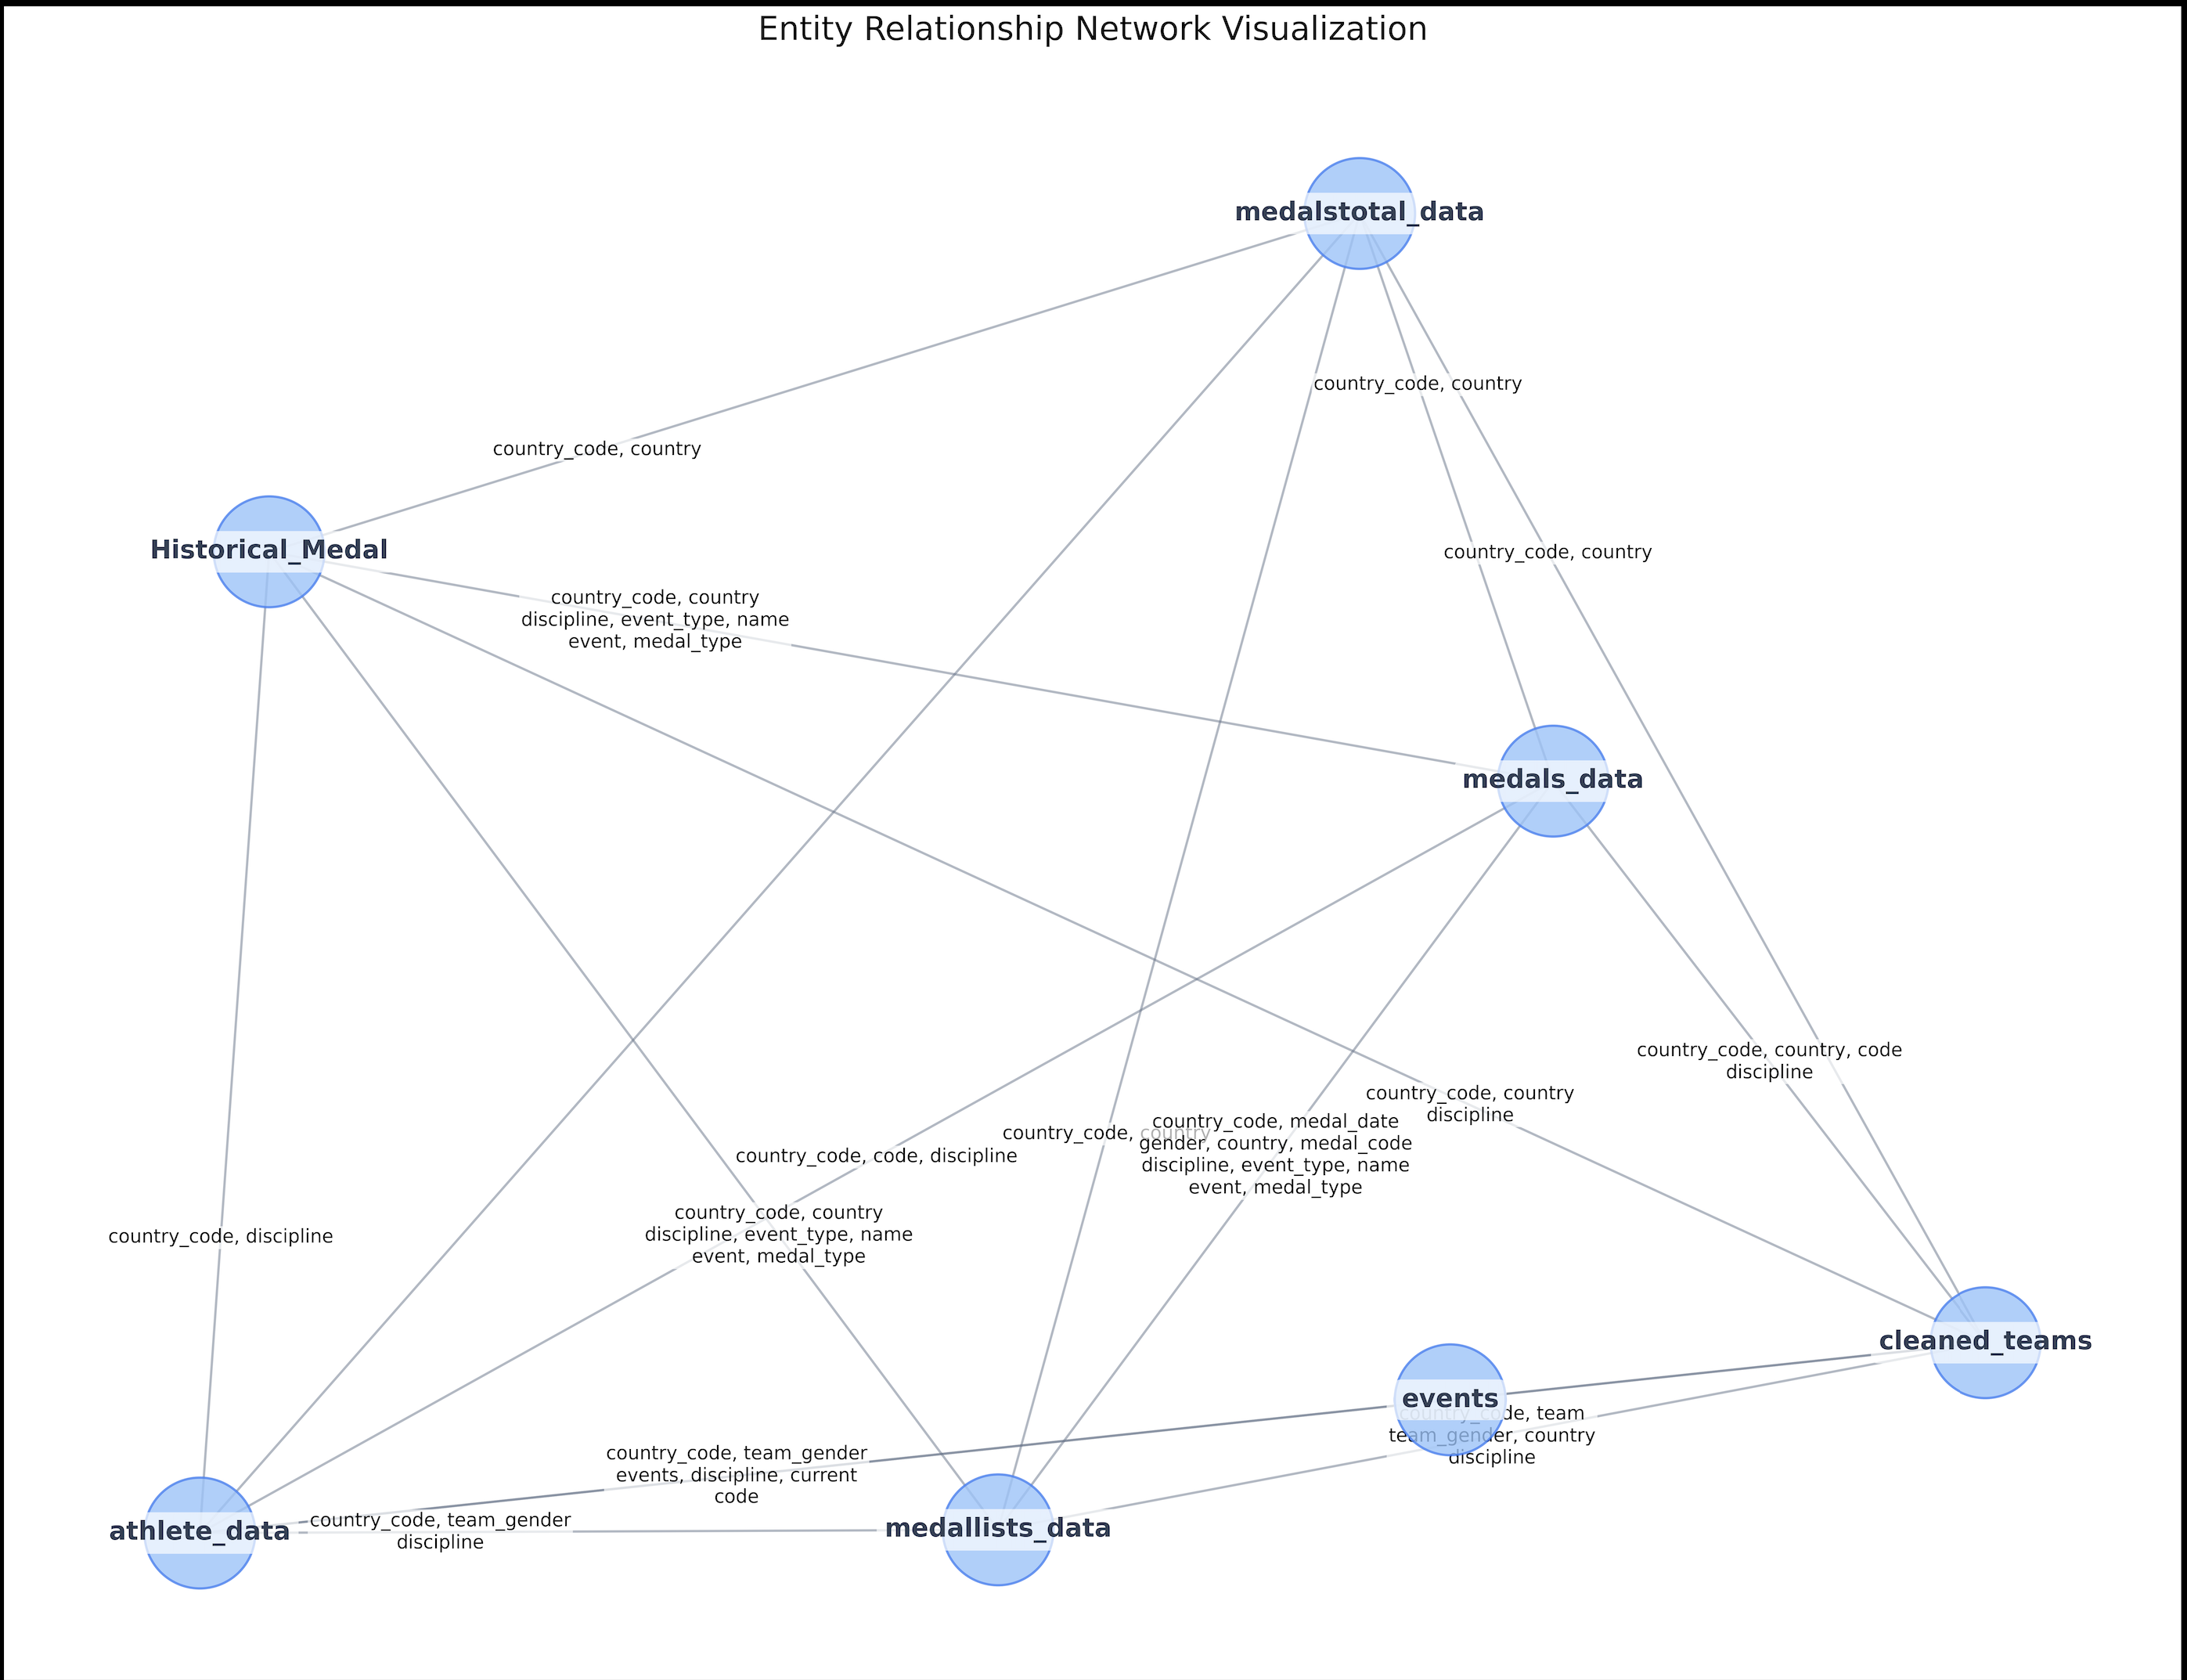 Entity Relationship Network Visualization
medalstotal_data
country_code, country
country_code, country
Historical_Medal
country_code, country
country_code, country
discipline, event_type, name
event, medal_type
medals_data
country_code, country, code
discipline
country_code, country
discipline
country_code, medal_date
gender, country, medal_code
discipline, event_type, name
event, medal_type
country_code, country
country_code, code, discipline
country_code, country
discipline, event_type, name
event, medal_type
country_code, discipline
cleaned_teams
events
country_code, team
team_gender, country
discipline
country_code, team_gender
events, discipline, current
code
country_code, team_gender
discipline
athlete_data
medallists_data